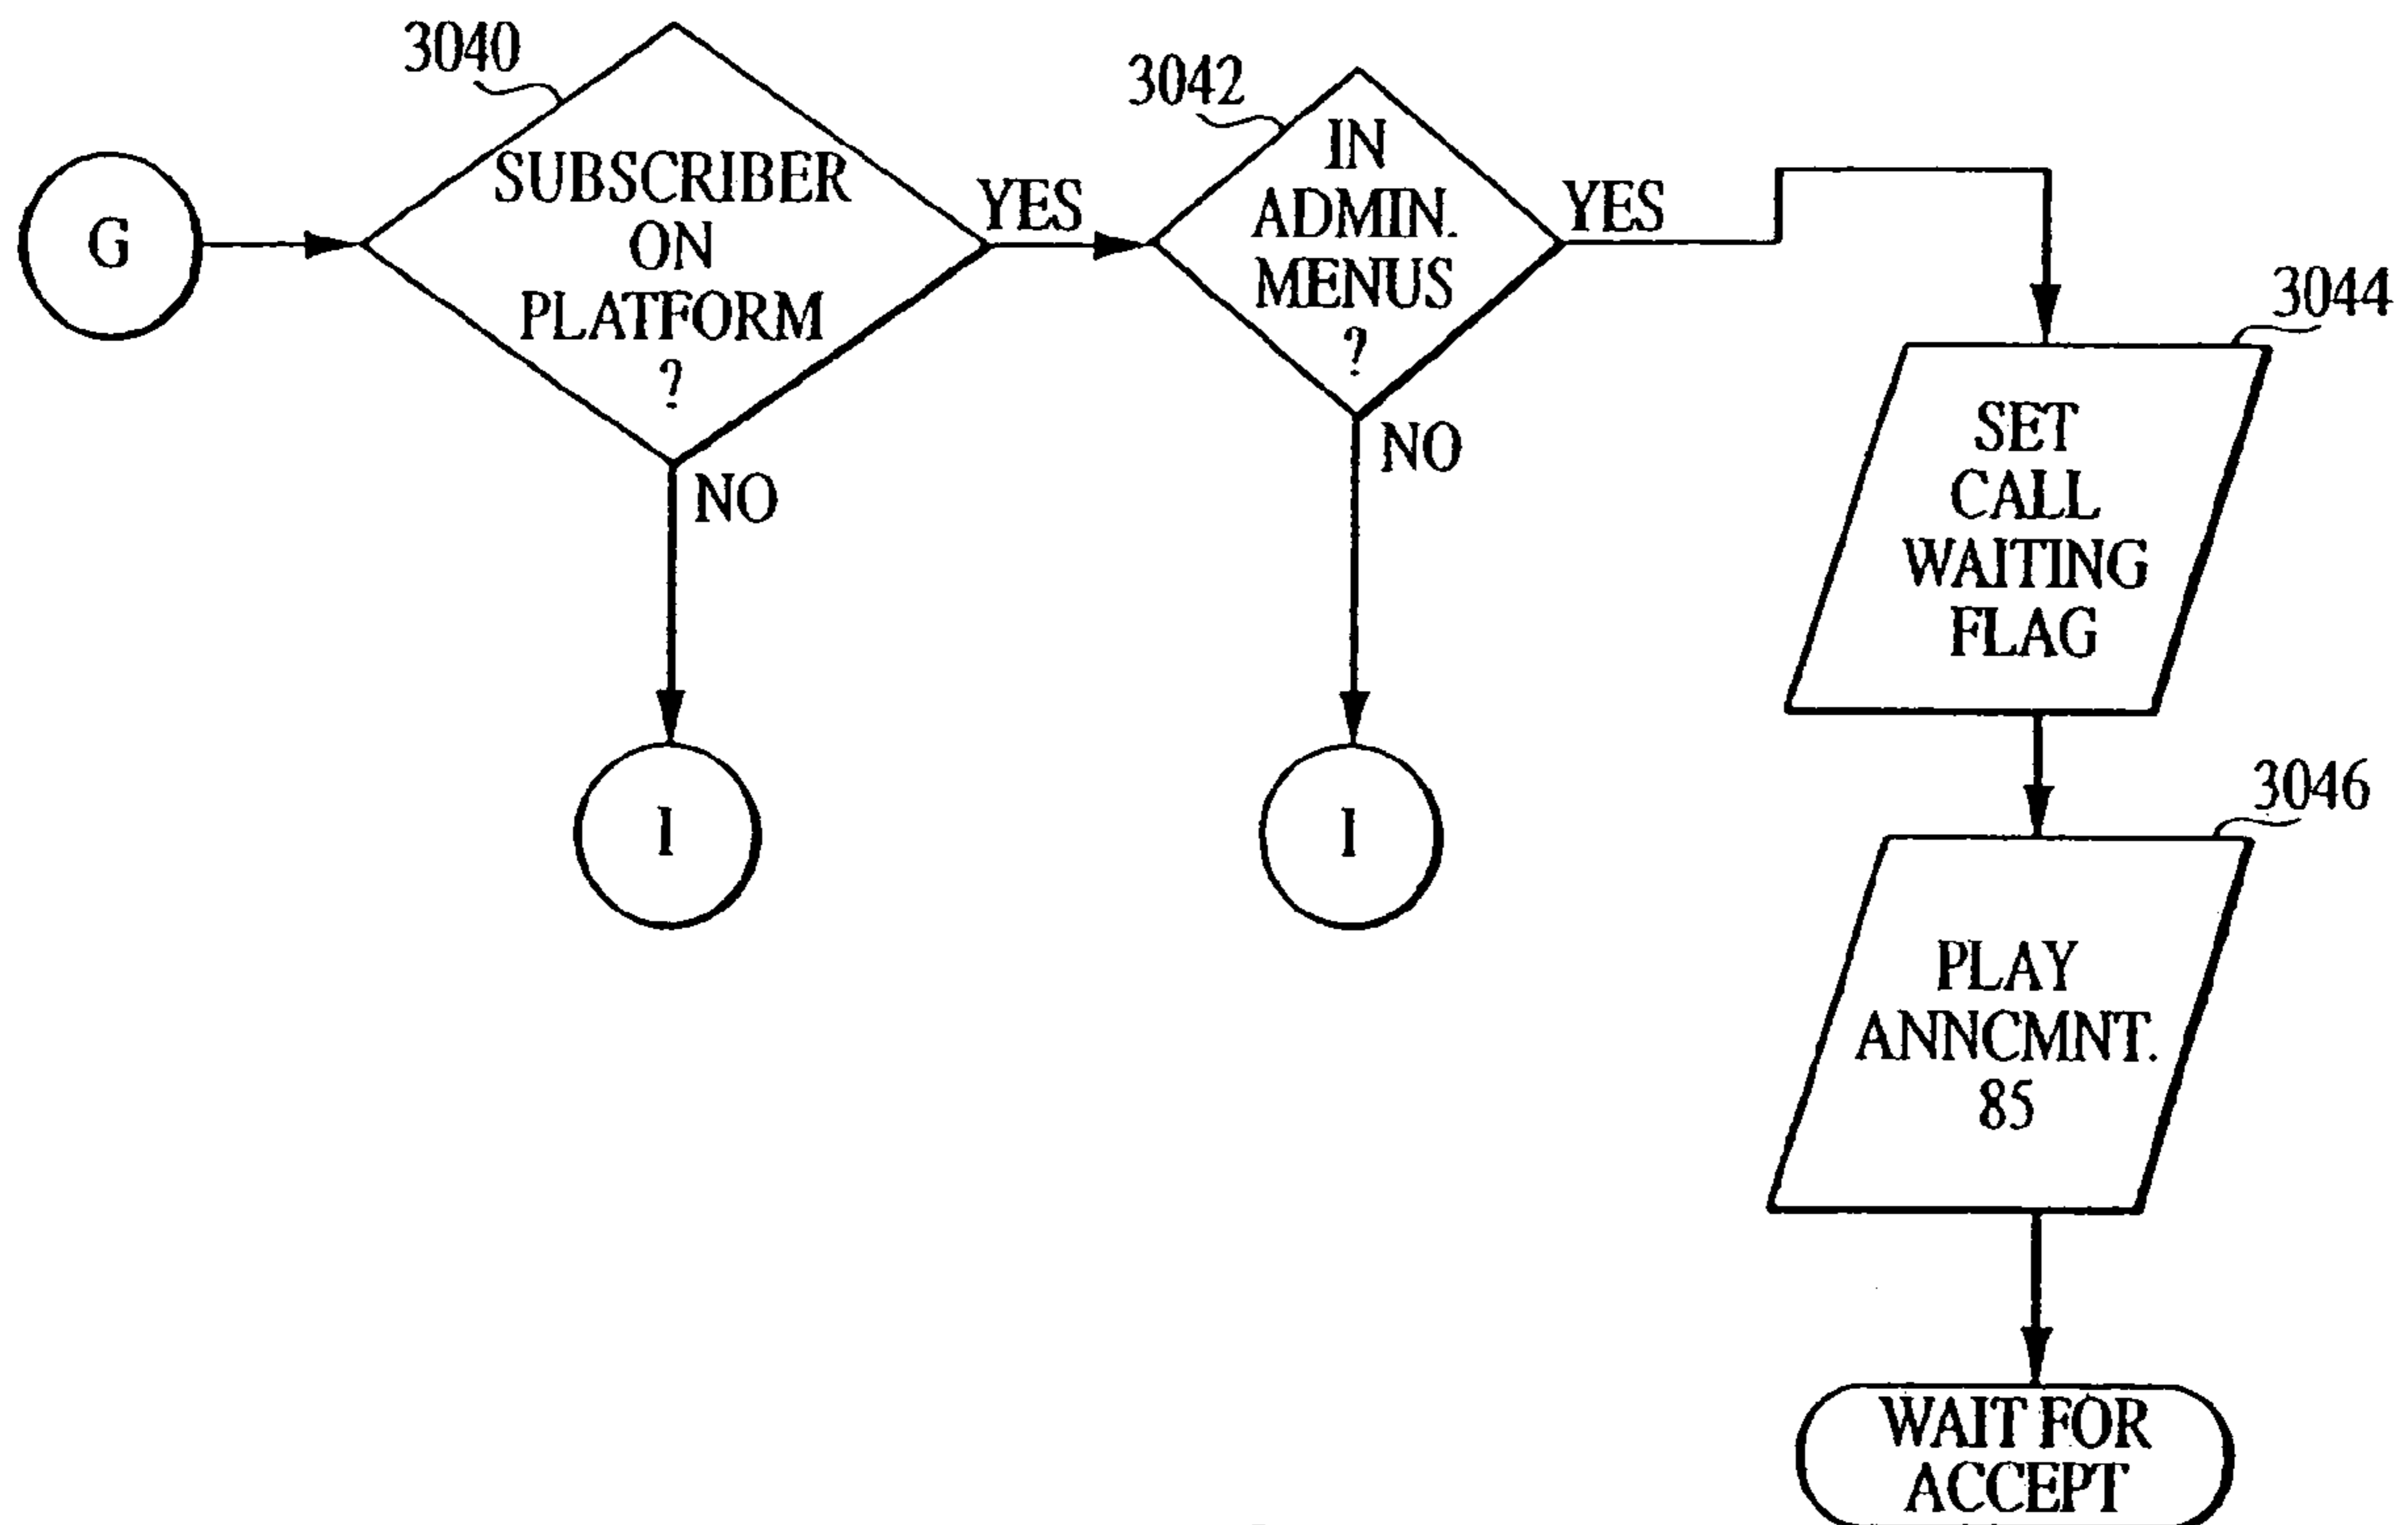 3040
3042
G
SUBSCRIBER
ON
PLATFORM
?
YES
NO
IN
ADMIN.
MENUS
?
YES
NO
3044
SET
CALL
WAITING
FLAG
3046
PLAY
ANNCMNT.
85
I
I
WAIT FOR
ACCEPT